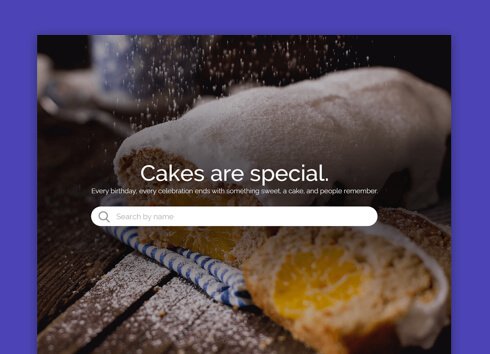 Cakes are special.
Every birthday, every celebration ends with something sweet, a cake, and people remember.
Search by name